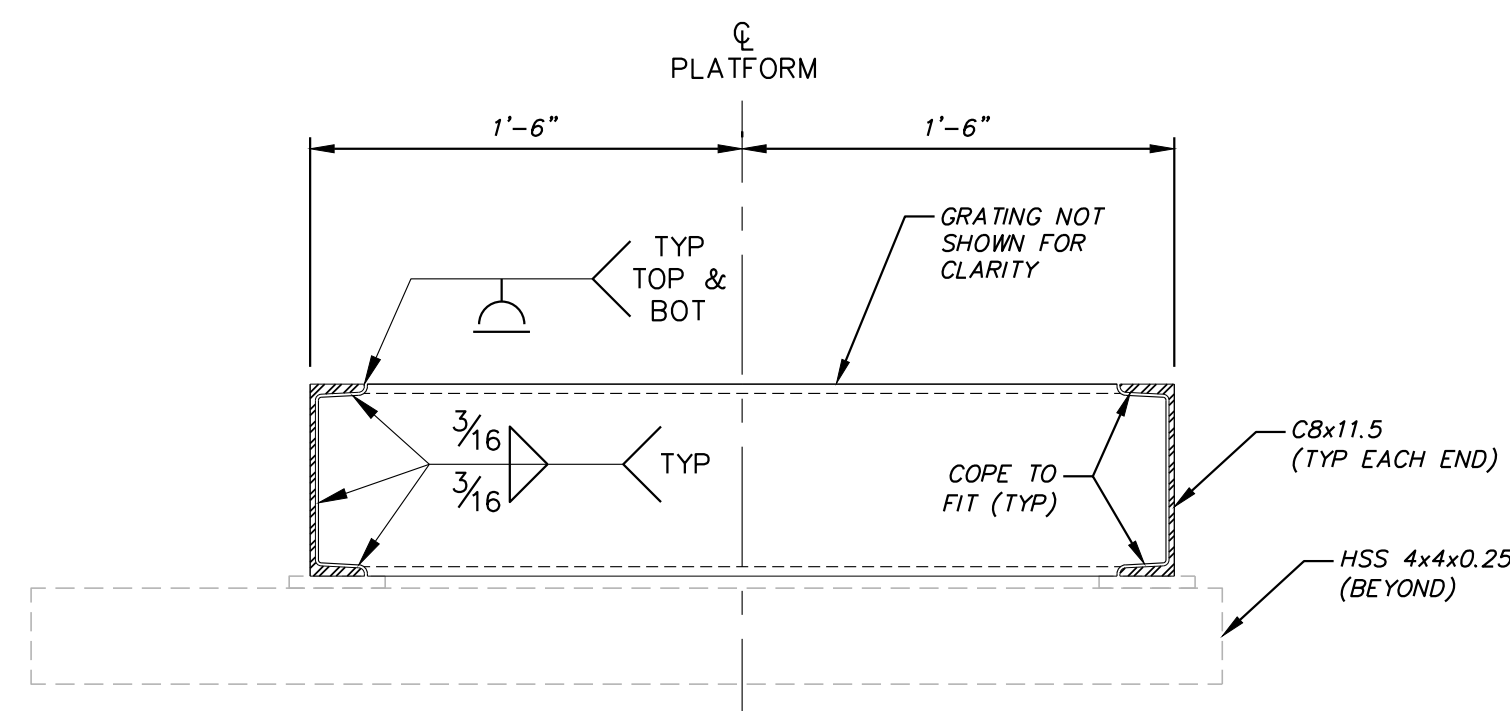 ℄
PLATFORM
1'-6"
1'-6"
GRATING NOT
SHOWN FOR
CLARITY
TYP
TOP &
BOT
3/16
3/16
TYP
COPE TO
FIT (TYP)
C8x11.5
(TYP EACH END)
HSS 4x4x0.25
(BEYOND)